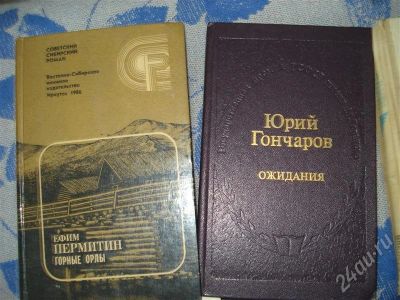 СОВЕТСКИЙ
СИБИРСКИЙ
РОМАН
Восточно-Сибирское
книжное
издательство
Иркутск 1986
ЕФИМ
ПЕРМИТИН
ГОРНЫЕ ОРЛЫ
Юрий
Гончаров
ОЖИДАНИЯ
24au.ru